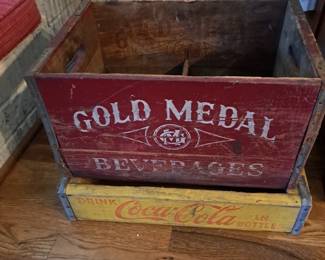 GOLD MEDAL
BEVERAGES
DRINK Coca-Cola IN
BOTTLES